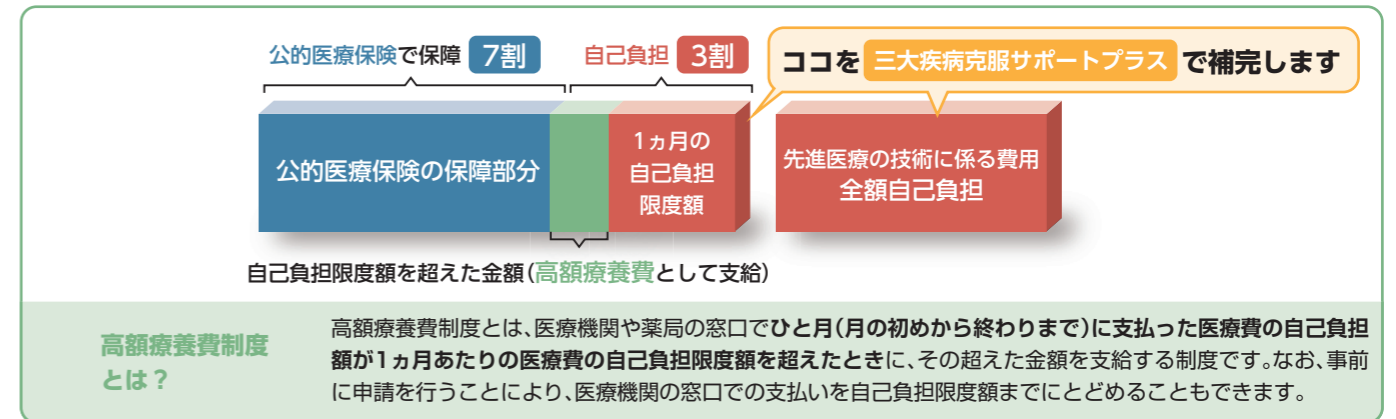 公的医療保険で保障 7割
自己負担 3割
ココを 三大疾病克服サポートプラス で補完します
公的医療保険の保障部分
1ヵ月の
自己負担
限度額
先進医療の技術に係る費用
全額自己負担
自己負担限度額を超えた金額(高額療養費として支給)
高額療養費制度
とは?
高額療養費制度とは、医療機関や薬局の窓口でひと月(月の初めから終わりまで)に支払った医療費の自己負担
額が1ヵ月あたりの医療費の自己負担限度額を超えたときに、その超えた金額を支給する制度です。なお、事前
に申請を行うことにより、医療機関の窓口での支払いを自己負担限度額までにとどめることもできます。